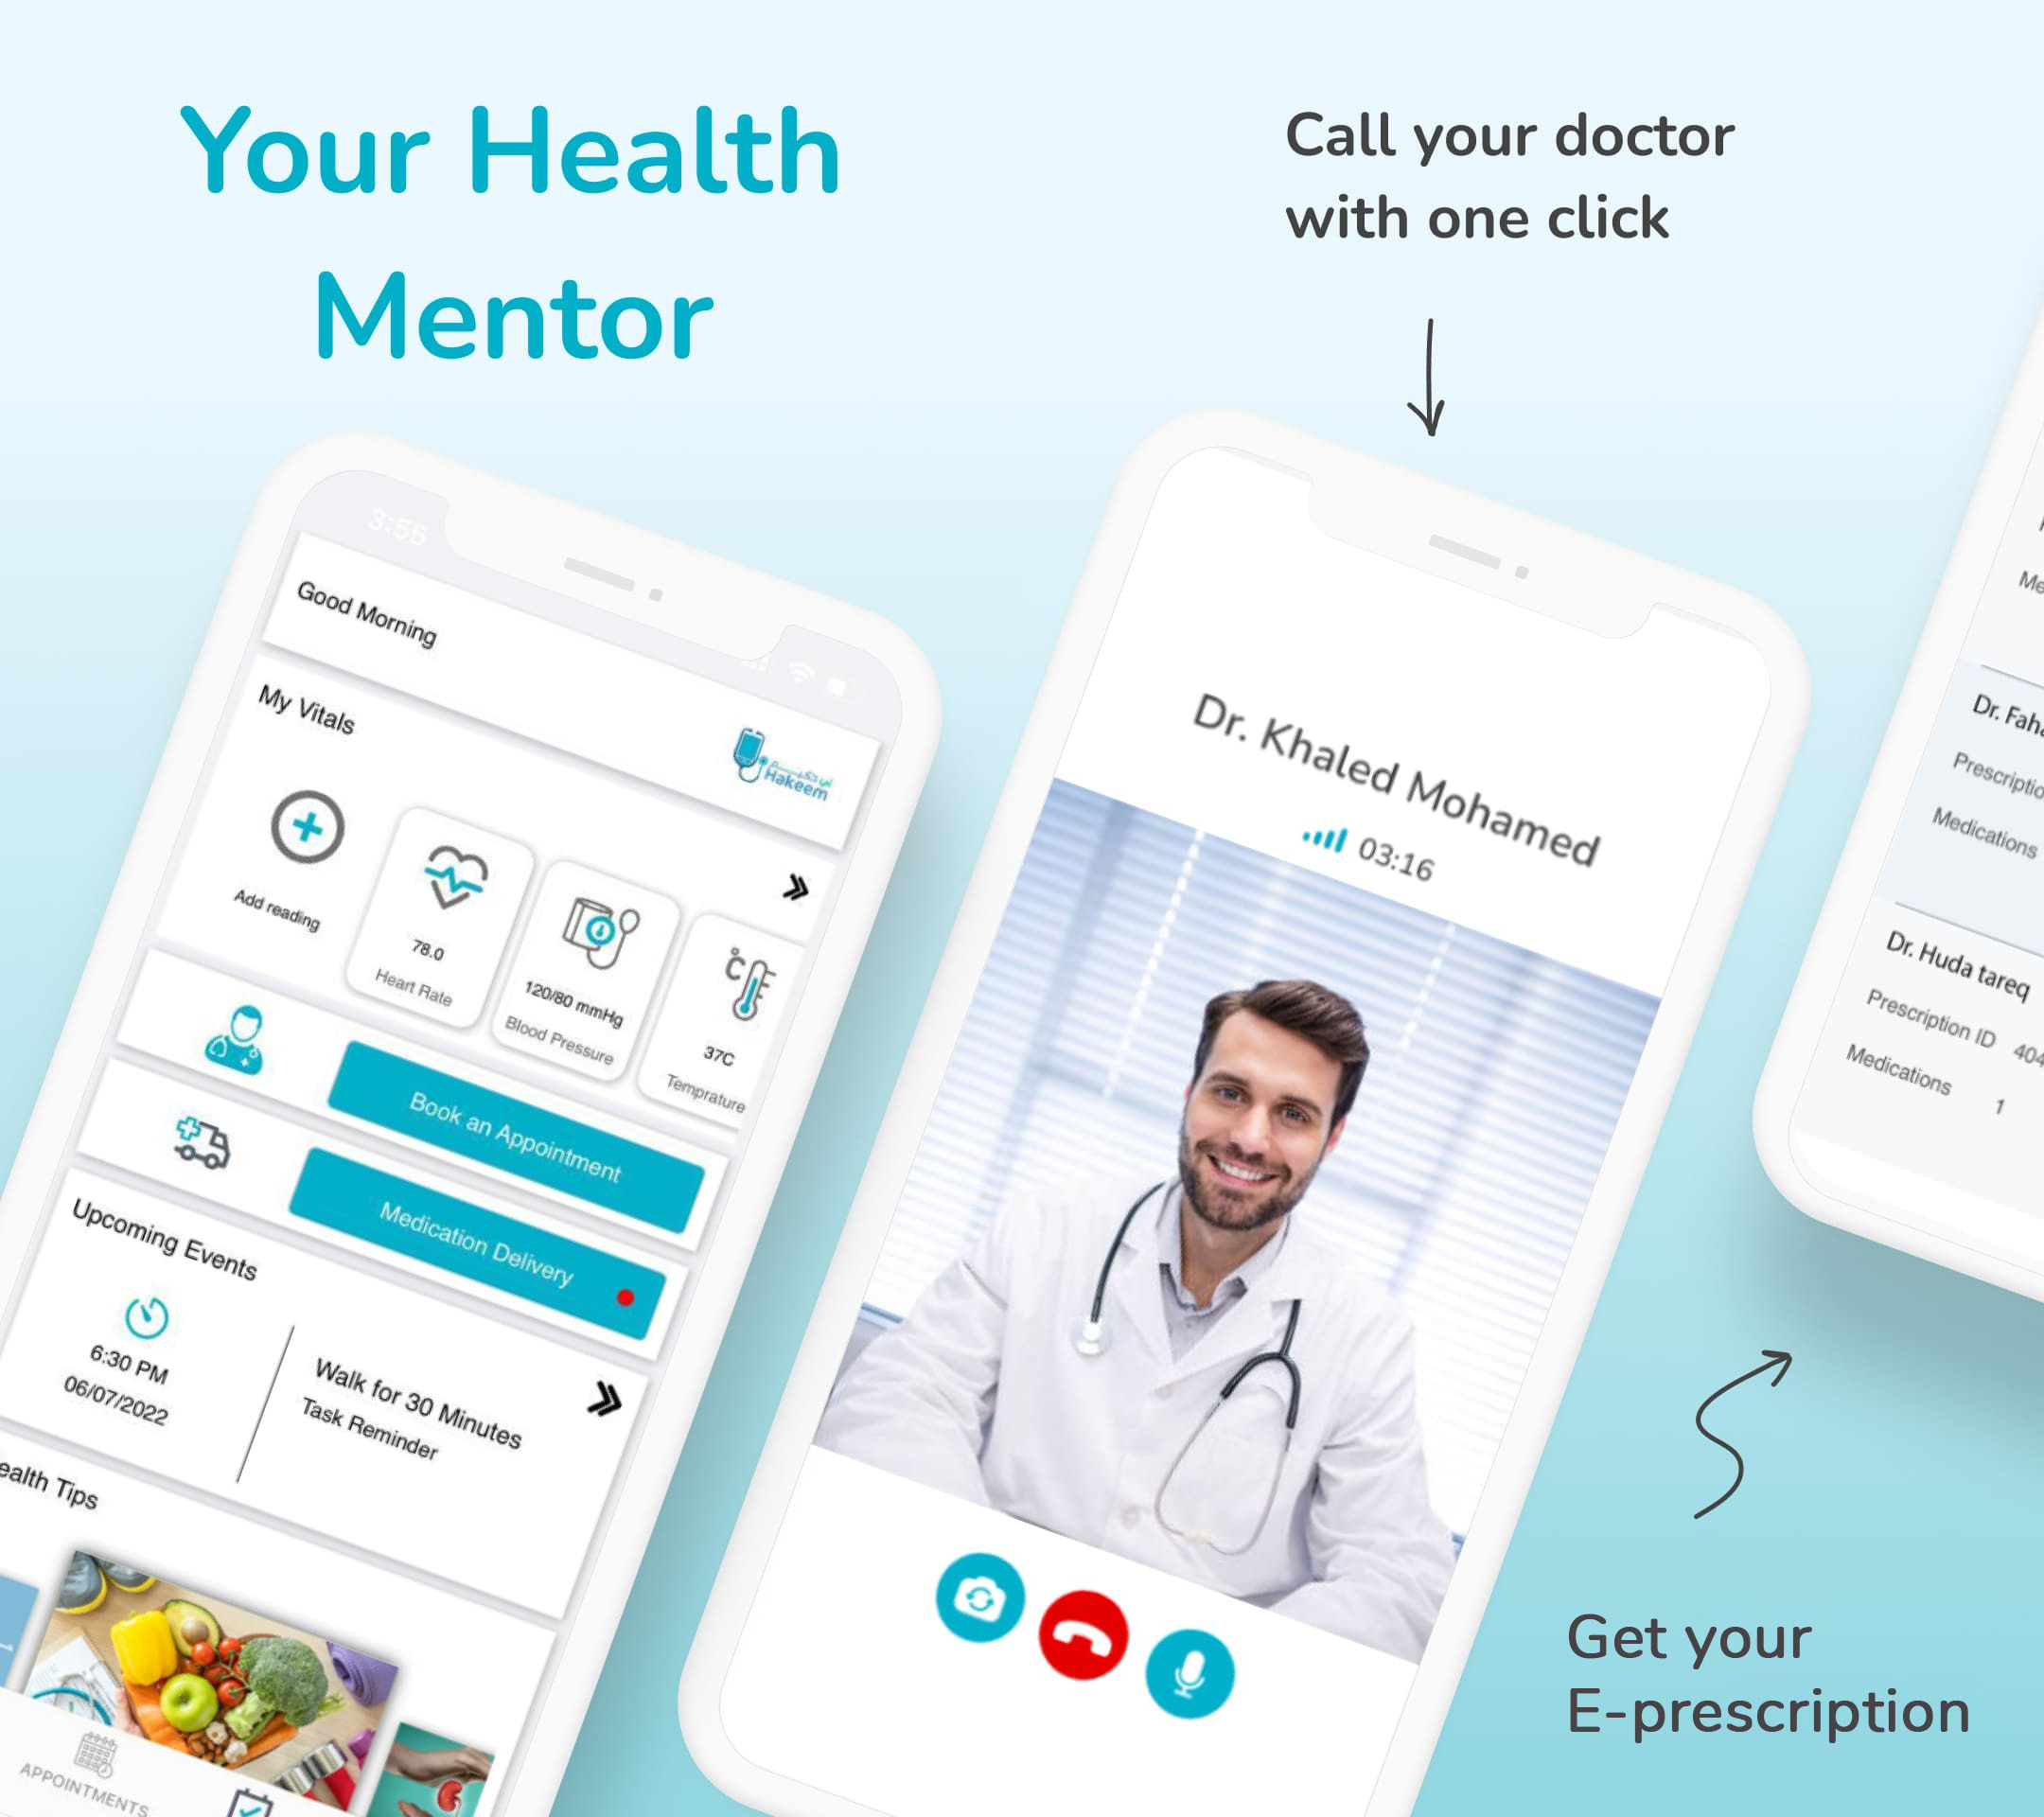 Your Health
Mentor
Call your doctor
with one click
3:55
Good Morning
Hakeem
My Vitals
Add reading
78.0
Heart Rate
120/80 mmHg
Blood Pressure
37C
Temprature
Book an Appointment
Medication Delivery
Upcoming Events
6:30 PM
06/07/2022
Walk for 30 Minutes
Task Reminder
ealth Tips
APPOINTMENTS
Dr. Khaled Mohamed
03:16
Me
Dr. Faha
Prescriptio
Medications
Dr. Huda tareq
Prescription ID 404
Medications 1
Get your
E-prescription